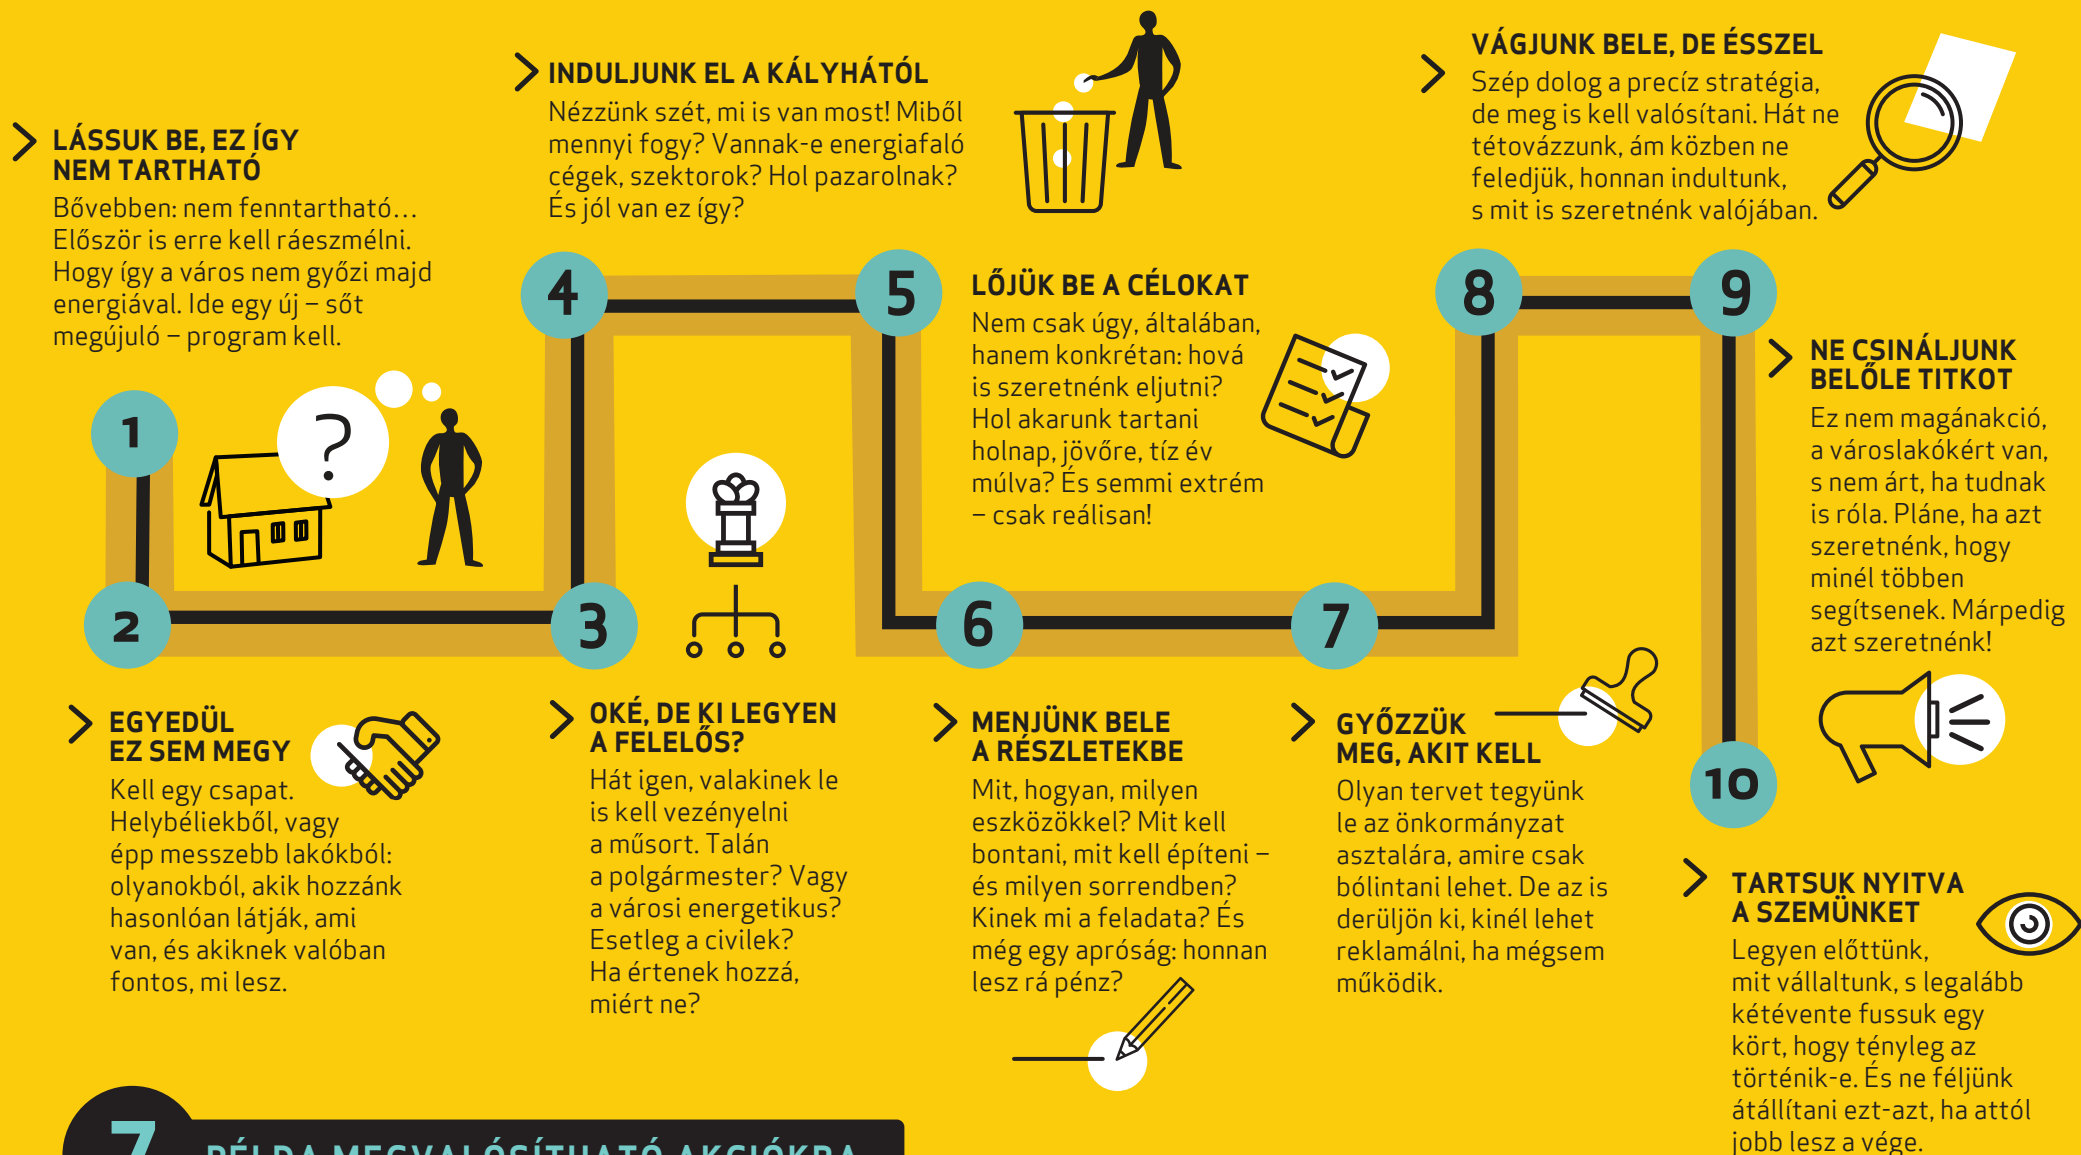 1
LÁSSUK BE, EZ ÍGY
NEM TARTHATÓ
Bővebben: nem fenntartható...
Először is erre kell ráeszmélni.
Hogy így a város nem győzi majd
energiával. Ide egy új – sőt
megújuló – program kell.
?
2
EGYEDÜL
EZ SEM MEGY
Kell egy csapat.
Helybéliekből, vagy
épp messzebb lakókból:
olyanokból, akik hozzánk
hasonlóan látják, ami
van, és akiknek valóban
fontos, mi lesz.
3
OKÉ, DE KI LEGYEN
A FELELŐS?
Hát igen, valakinek le
is kell vezényelni
a műsort. Talán
a polgármester? Vagy
a városi energetikus?
Esetleg a civilek?
Ha értenek hozzá,
miért ne?
4
INDULJUNK EL A KÁLYHÁTÓL
Nézzünk szét, mi is van most! Miből
mennyi fogy? Vannak-e energiafaló
cégek, szektorok? Hol pazarolnak?
És jól van ez így?
5
LŐJÜK BE A CÉLOKAT
Nem csak úgy, általában,
hanem konkrétan: hová
is szeretnénk eljutni?
Hol akarunk tartani
holnap, jövőre, tíz év
múlva? És semmi extrém
– csak reálisan!
6
MENJÜNK BELE
A RÉSZLETEKBE
Mit, hogyan, milyen
eszközökkel? Mit kell
bontani, mit kell építeni –
és milyen sorrendben?
Kinek mi a feladata? És
még egy apróság: honnan
lesz rá pénz?
7
GYŐZZÜK
MEG, AKIT KELL
Olyan tervet tegyünk
le az önkormányzat
asztalára, amire csak
bólintani lehet. De az is
derüljön ki, kinél lehet
reklamálni, ha mégsem
működik.
8
VÁGJUNK BELE, DE ÉSSZEL
Szép dolog a precíz stratégia,
de meg is kell valósítani. Hát ne
tétovázzunk, ám közben ne
feledjük, honnan indultunk,
s mit is szeretnénk valójában.
9
NE CSINÁLJUNK
BELŐLE TITKOT
Ez nem magánakció,
a városlakókért van,
s nem árt, ha tudnak
is róla. Pláne, ha azt
szeretnénk, hogy
minél többen
segítsenek. Márpedig
azt szeretnénk!
10
TARTSUK NYITVA
A SZEMÜNKET
Legyen előttünk,
mit vállaltunk, s legalább
kétévente fussuk egy
kört, hogy tényleg az
történik-e. És ne féljünk
átállítani ezt-azt, ha attól
jobb lesz a vége.
7 PÉLDA MEGVALÓSÍTHATÓ AKCIÓKRA